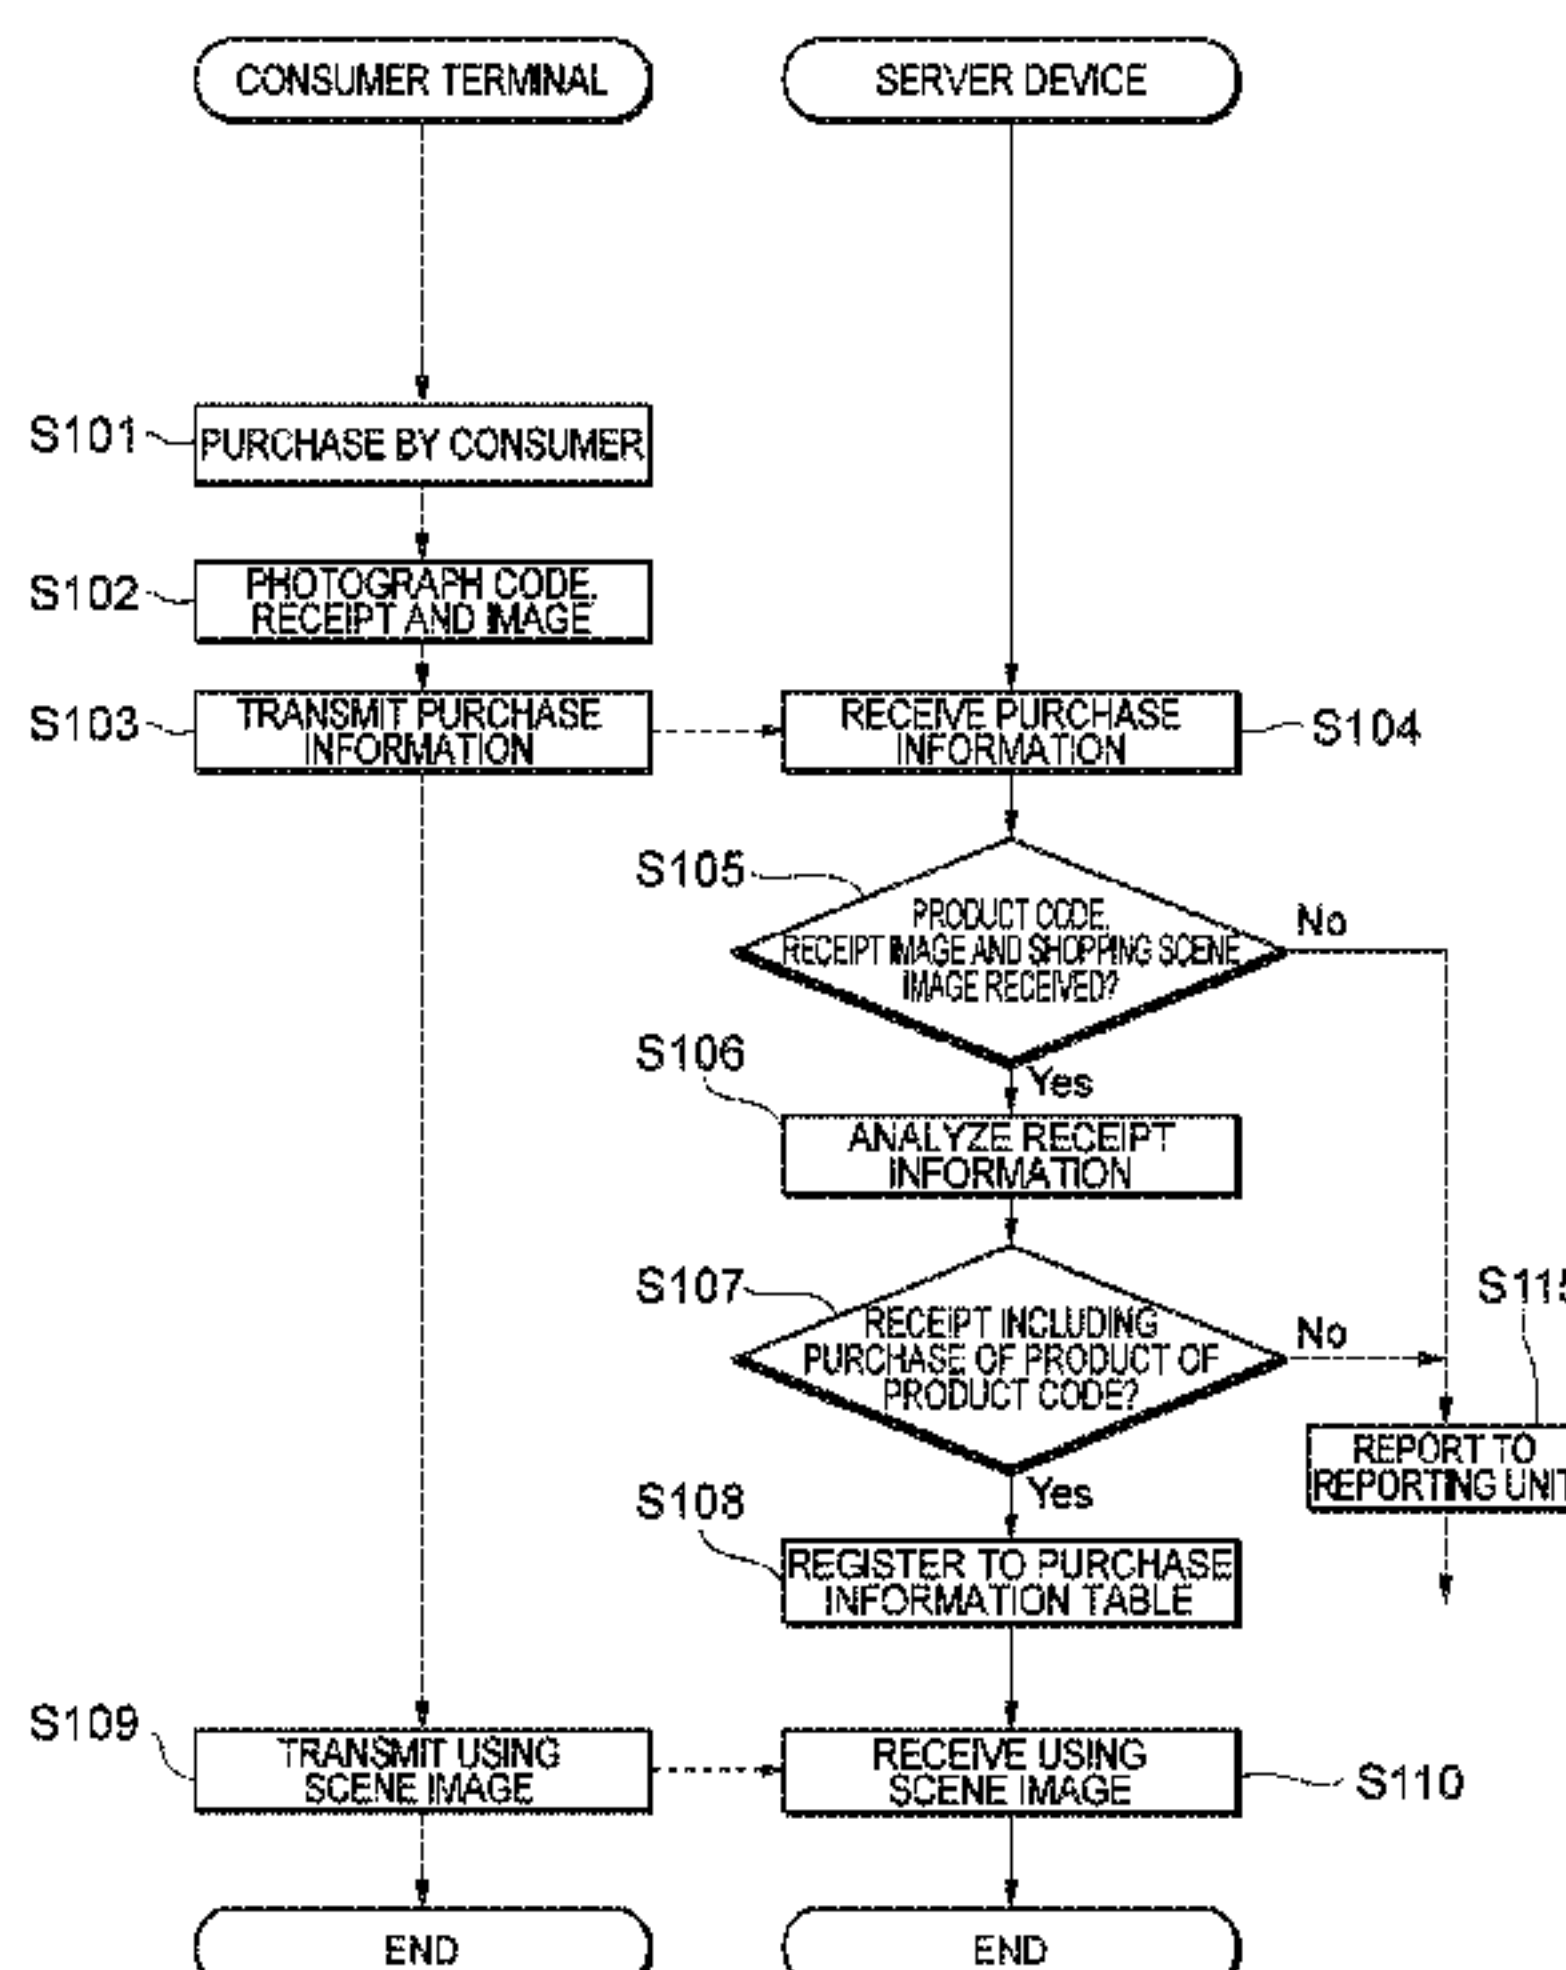 CONSUMER TERMINAL
SERVER DEVICE
S101
PURCHASE BY CONSUMER
S102
PHOTOGRAPH CODE,
RECEIPT AND IMAGE
S103
TRANSMIT PURCHASE
INFORMATION
RECEIVE PURCHASE
INFORMATION
S104
S105
PRODUCT CODE,
RECEIPT IMAGE AND SHOPPING SCENE
IMAGE RECEIVED?
No
Yes
S106
ANALYZE RECEIPT
INFORMATION
S107
RECEIPT INCLUDING
PURCHASE OF PRODUCT OF
PRODUCT CODE?
No
Yes
S115
REPORT TO
REPORTING UNIT
S108
REGISTER TO PURCHASE
INFORMATION TABLE
S109
TRANSMIT USING
SCENE IMAGE
RECEIVE USING
SCENE IMAGE
S110
END
END